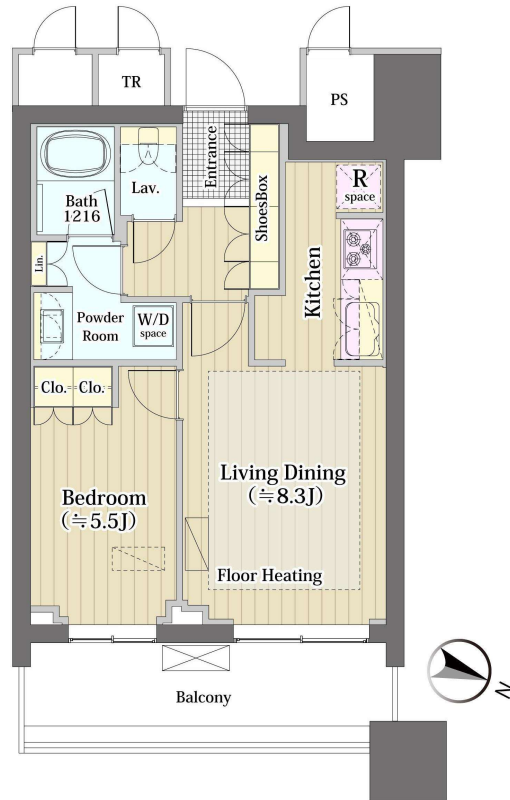 TR
PS
Entrance
Lav.
Bath
1216
ShoesBox
R
space
Kitchen
Lin.
Powder
Room
W/D
space
Clo.
Clo.
Bedroom
(≒5.5J)
Living Dining
(≒8.3J)
Floor Heating
Balcony
N